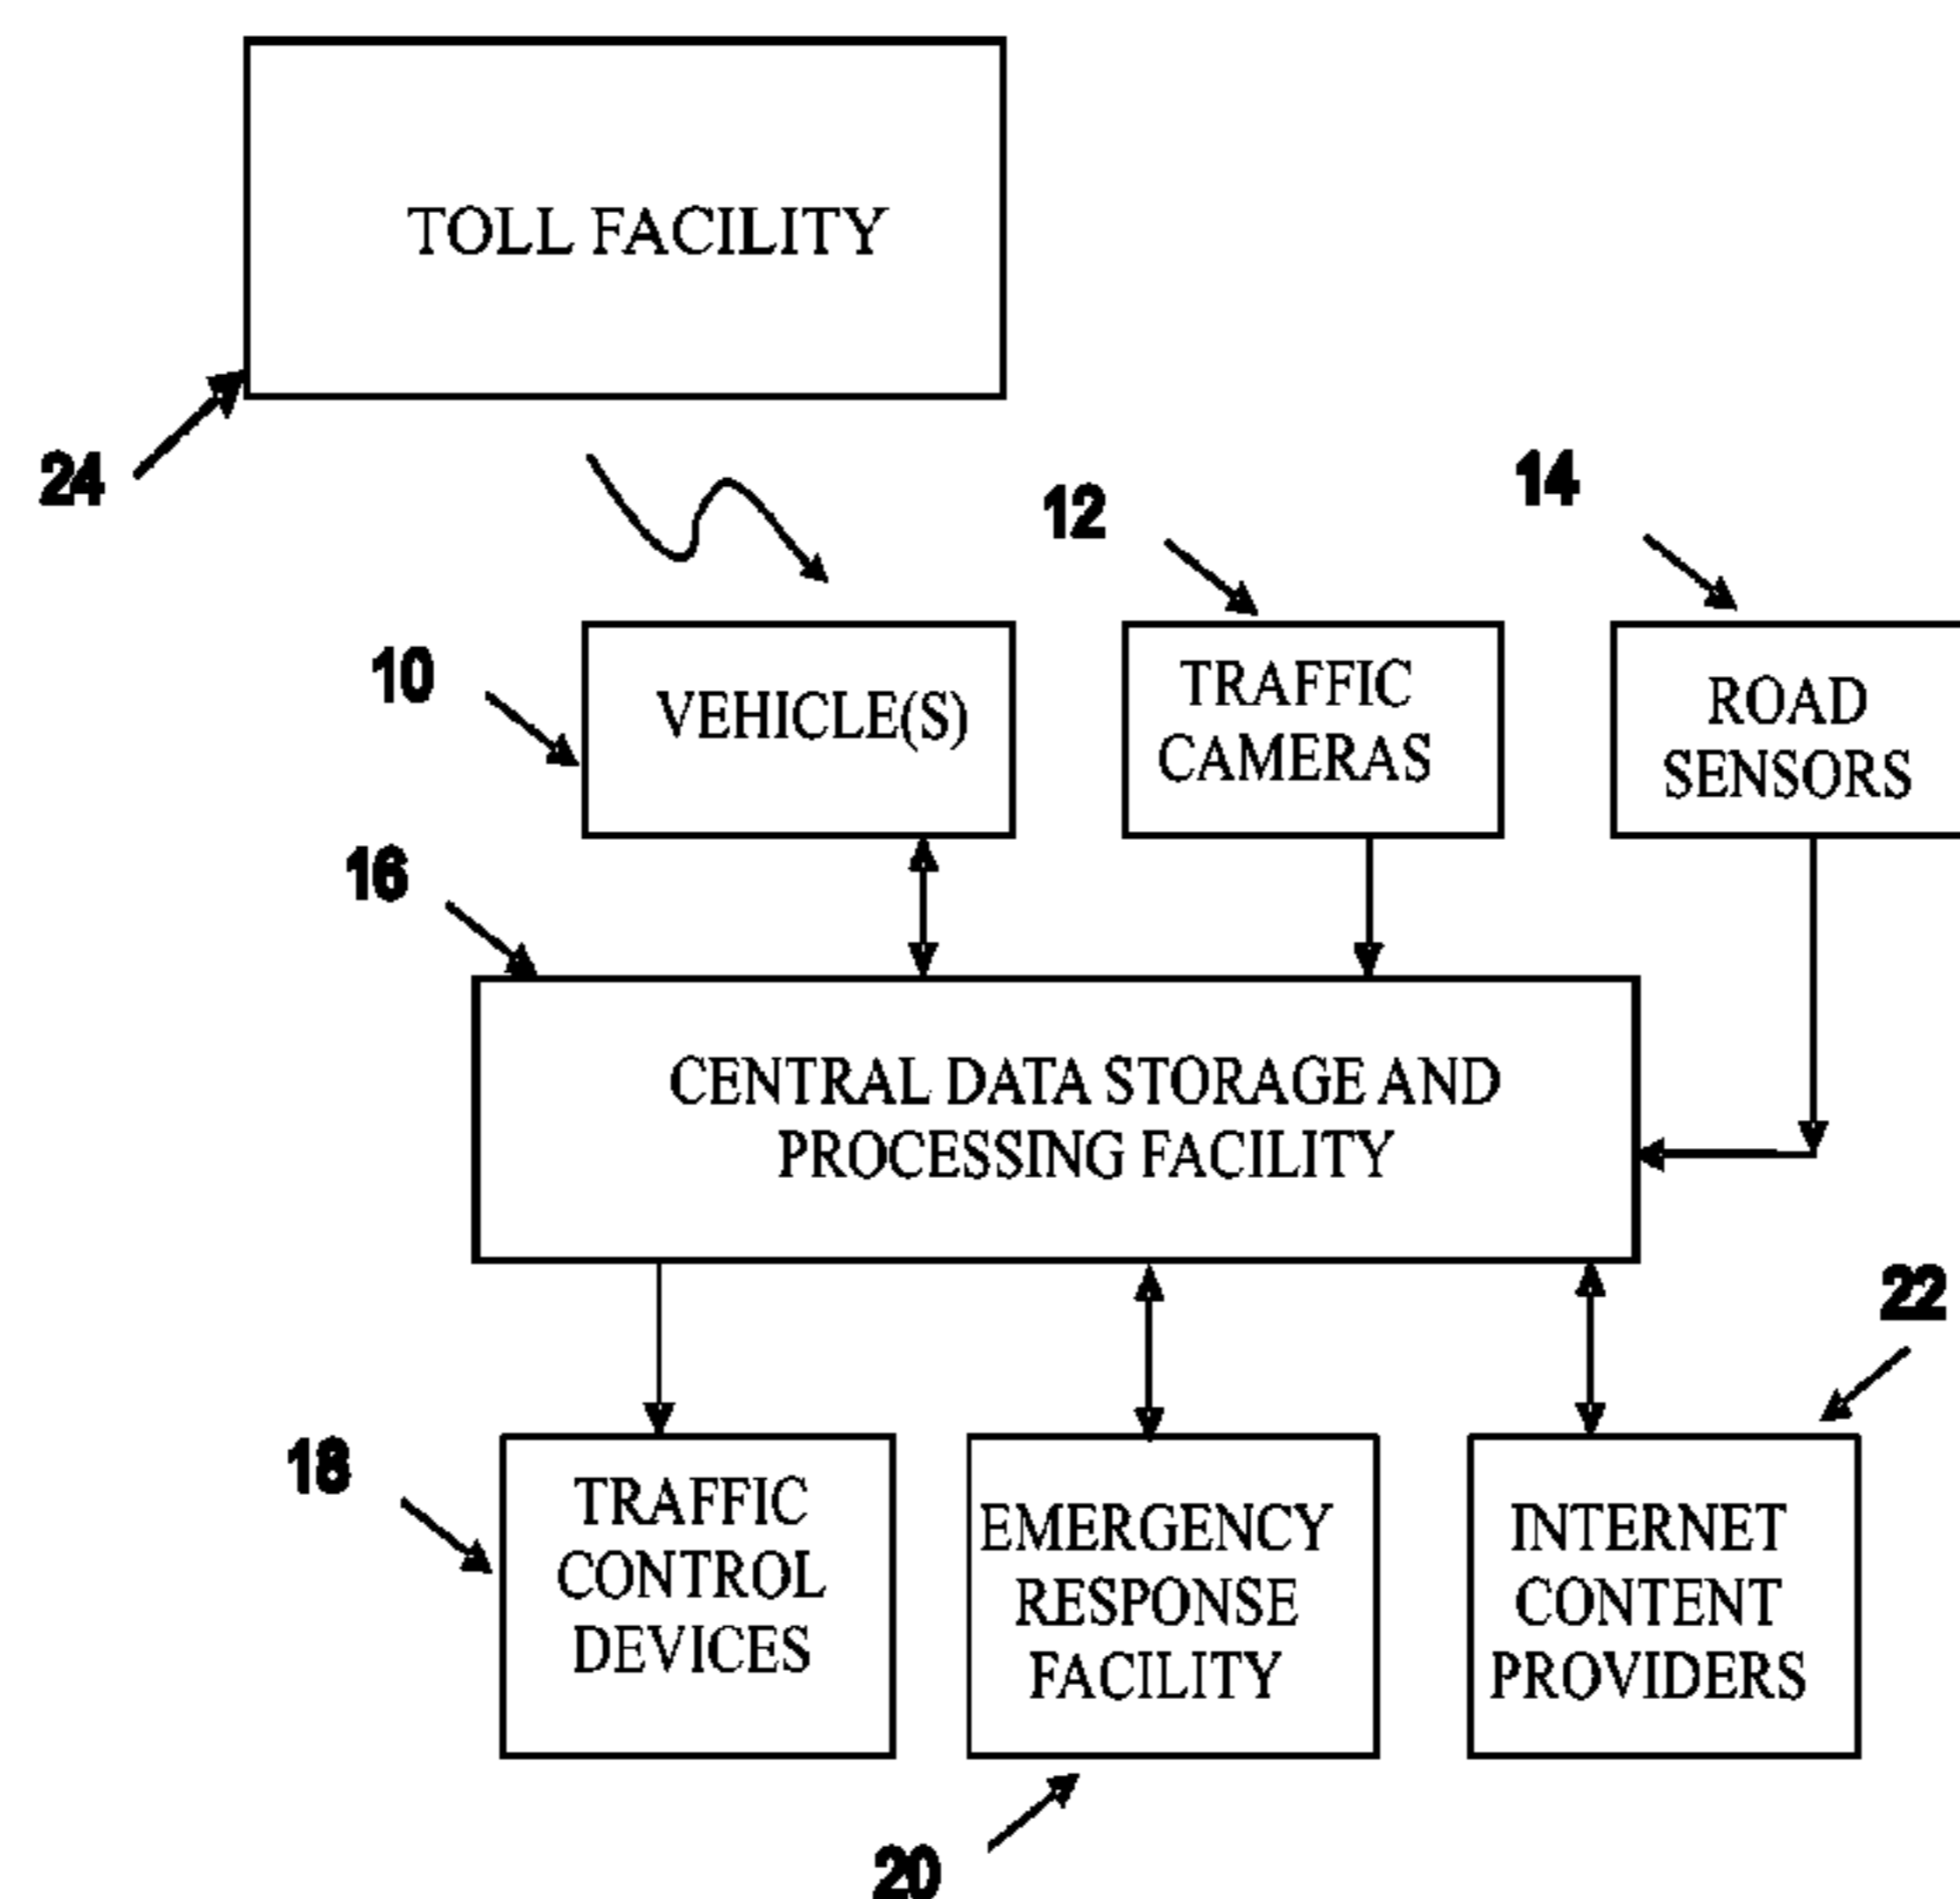 TOLL FACILITY
24
12
14
10
VEHICLE(S)
TRAFFIC
CAMERAS
ROAD
SENSORS
16
CENTRAL DATA STORAGE AND
PROCESSING FACILITY
22
18
TRAFFIC
CONTROL
DEVICES
EMERGENCY
RESPONSE
FACILITY
INTERNET
CONTENT
PROVIDERS
20